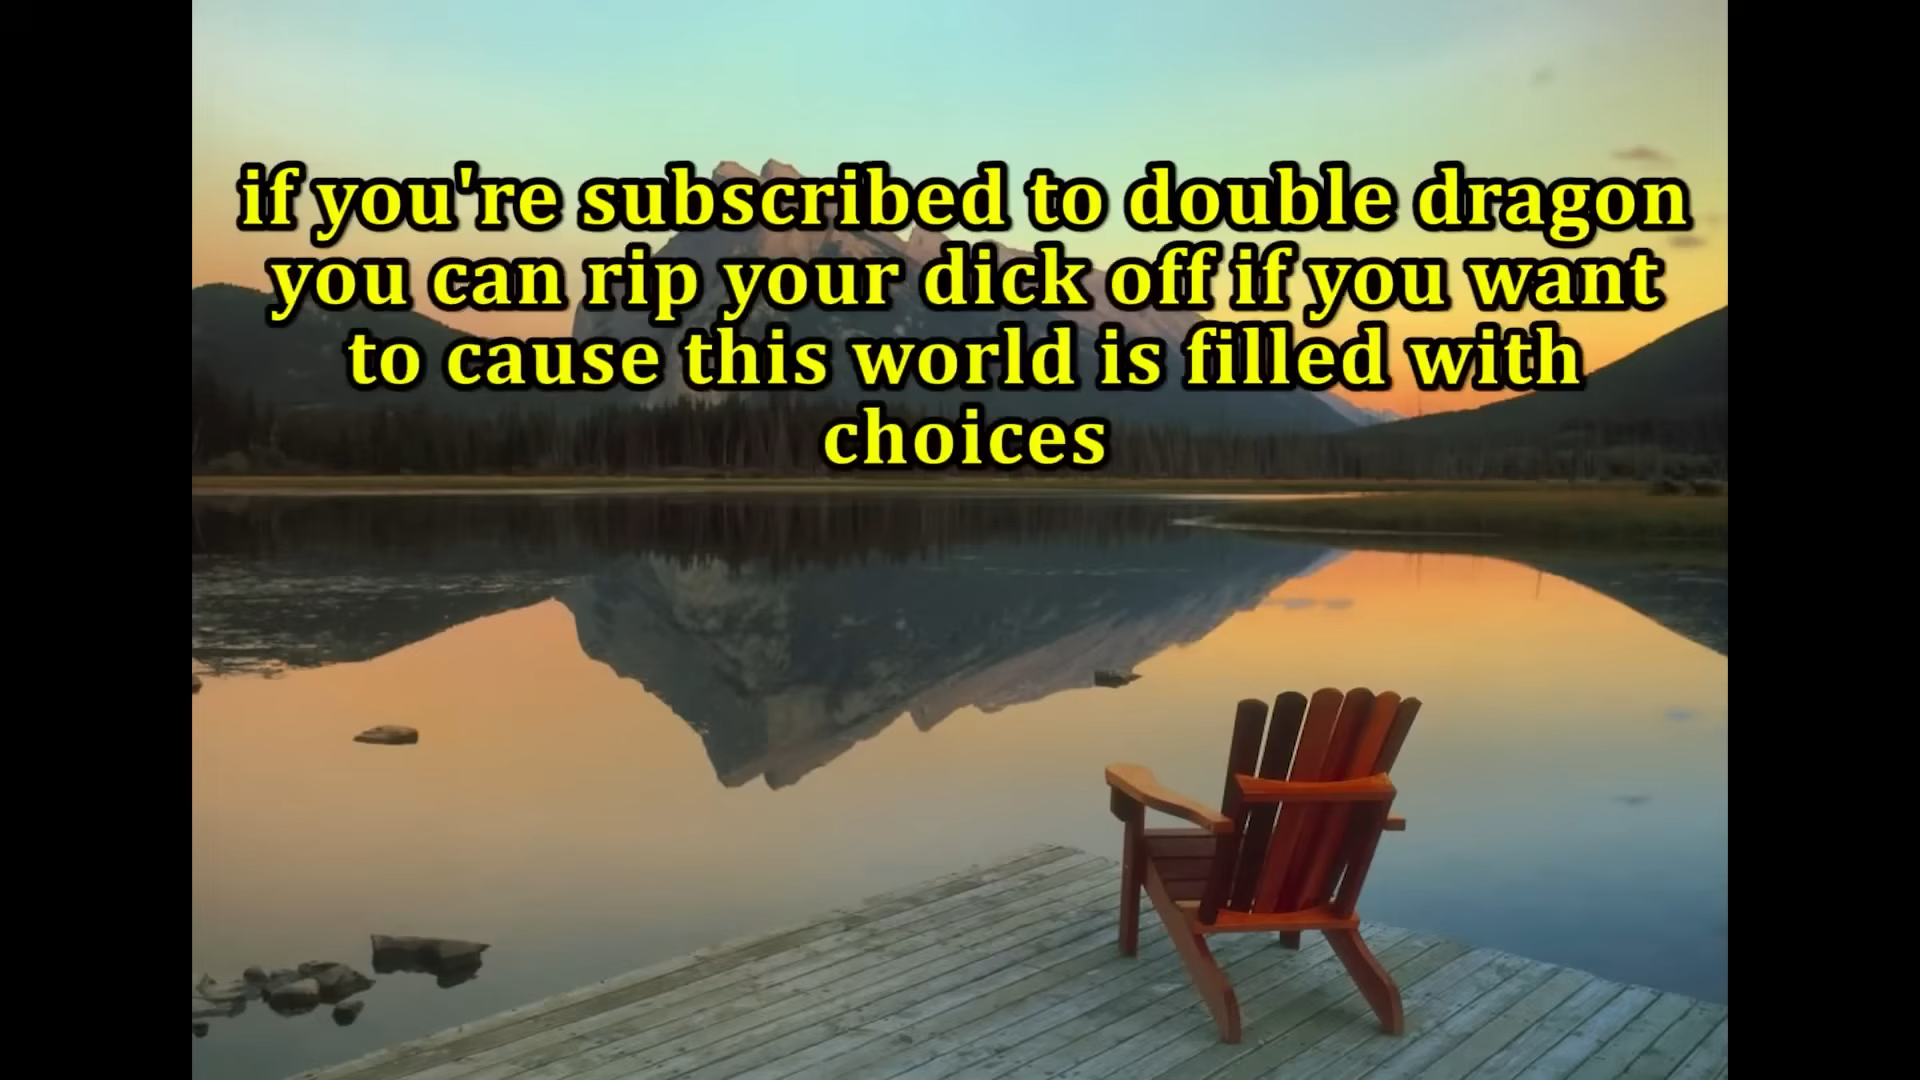 if you're subscribed to double dragon
you can rip your dick off if you want
to cause this world is filled with
choices